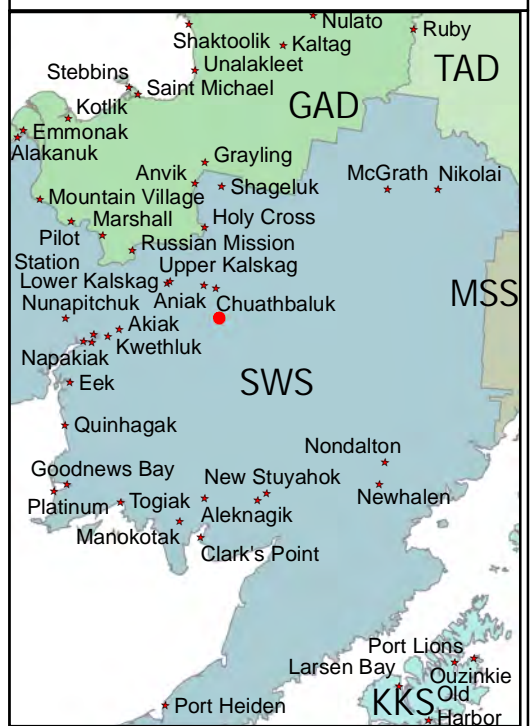 Nulato
Ruby
Shaktoolik
Kaltag
Unalakleet
TAD
Stebbins
Saint Michael
GAD
Kotlik
Emmonak
Alakanuk
Grayling
Anvik
Shageluk
McGrath
Nikolai
Mountain Village
Holy Cross
Marshall
Pilot
Station
Russian Mission
Upper Kalskag
Lower Kalskag
Aniak
Chuathbaluk
MSS
Nunapitchuk
Akiak
Kwethluk
Napakiak
SWS
Eek
Quinhagak
Nondalton
Goodnews Bay
New Stuyahok
Newhalen
Platinum
Togiak
Aleknagik
Manokotak
Clark's Point
Port Lions
Larsen Bay
Ouzinkie
KKS
Old
Harbor
Port Heiden